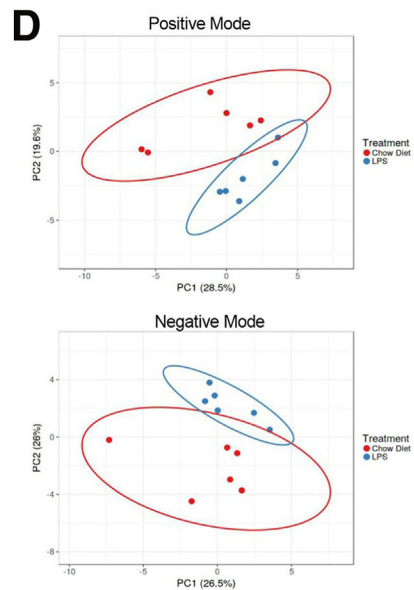 D
Positive Mode
5
0
-5
PC2 (19.6%)
-10 -5 0 5
PC1 (28.5%)
Treatment
Chow Diet
LPS
Negative Mode
4
0
-4
-8
PC2 (26%)
-10 -5 0 5
PC1 (26.5%)
Treatment
Chow Diet
LPS